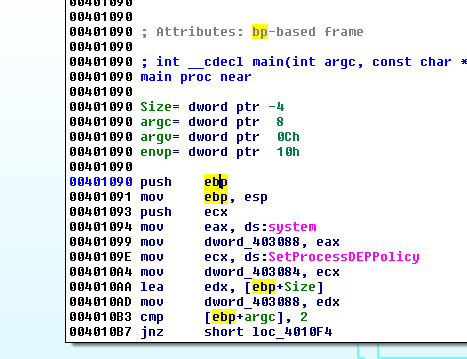 00401090
00401090
00401090 ; Attributes: bp-based frame
00401090
00401090 ; int __cdecl main(int argc, const char *
00401090 main proc near
00401090
00401090 Size= dword ptr -4
00401090 argc= dword ptr  8
00401090 argv= dword ptr  0Ch
00401090 envp= dword ptr  10h
00401090
00401090 push    ebp
00401091 mov     ebp, esp
00401093 push    ecx
00401094 mov     eax, ds:system
00401099 mov     dword_403088, eax
0040109E mov     ecx, ds:SetProcessDEPPolicy
004010A4 mov     dword_403084, ecx
004010AA lea     edx, [ebp+Size]
004010AD mov     dword_403088, edx
004010B3 cmp     [ebp+argc], 2
004010B7 jnz     short loc_4010F4